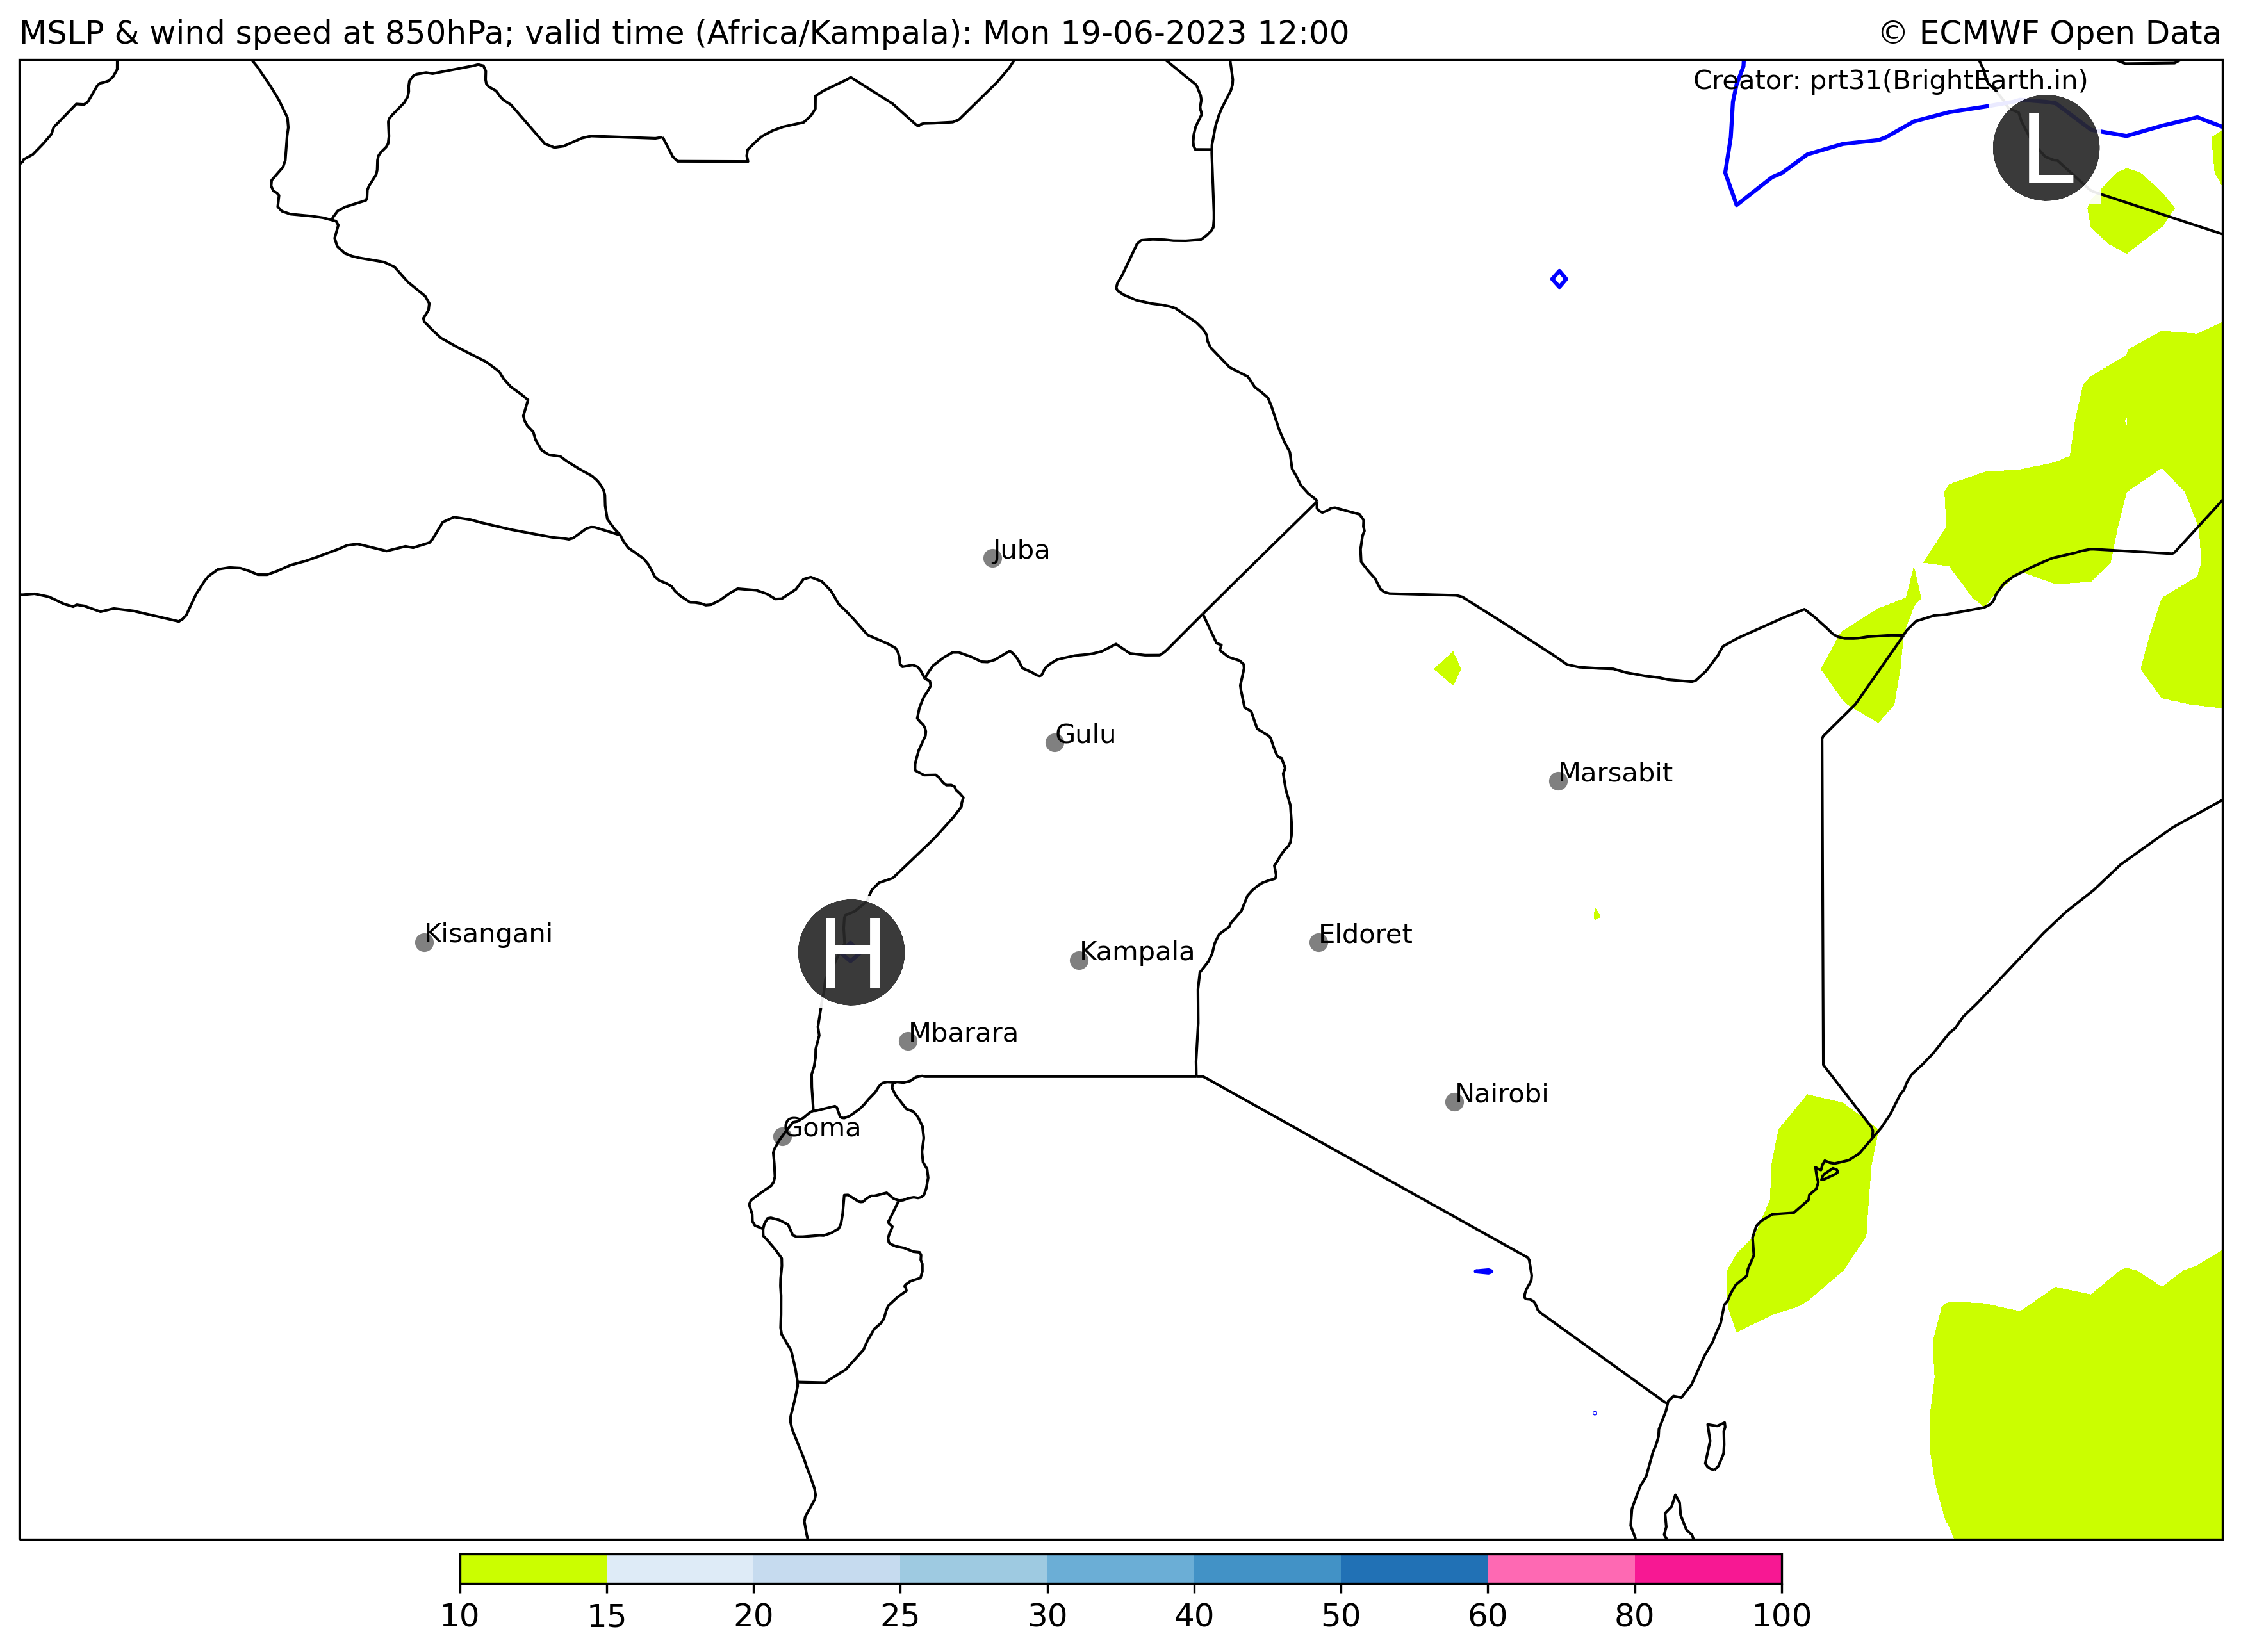 MSLP & wind speed at 850hPa; valid time (Africa/Kampala): Mon 19-06-2023 12:00
© ECMWF Open Data
Creator: prt31(BrightEarth.in)
L
Juba
Gulu
Marsabit
Kisangani
H
Kampala
Eldoret
Mbarara
Nairobi
Goma
10 15 20 25 30 40 50 60 80 100